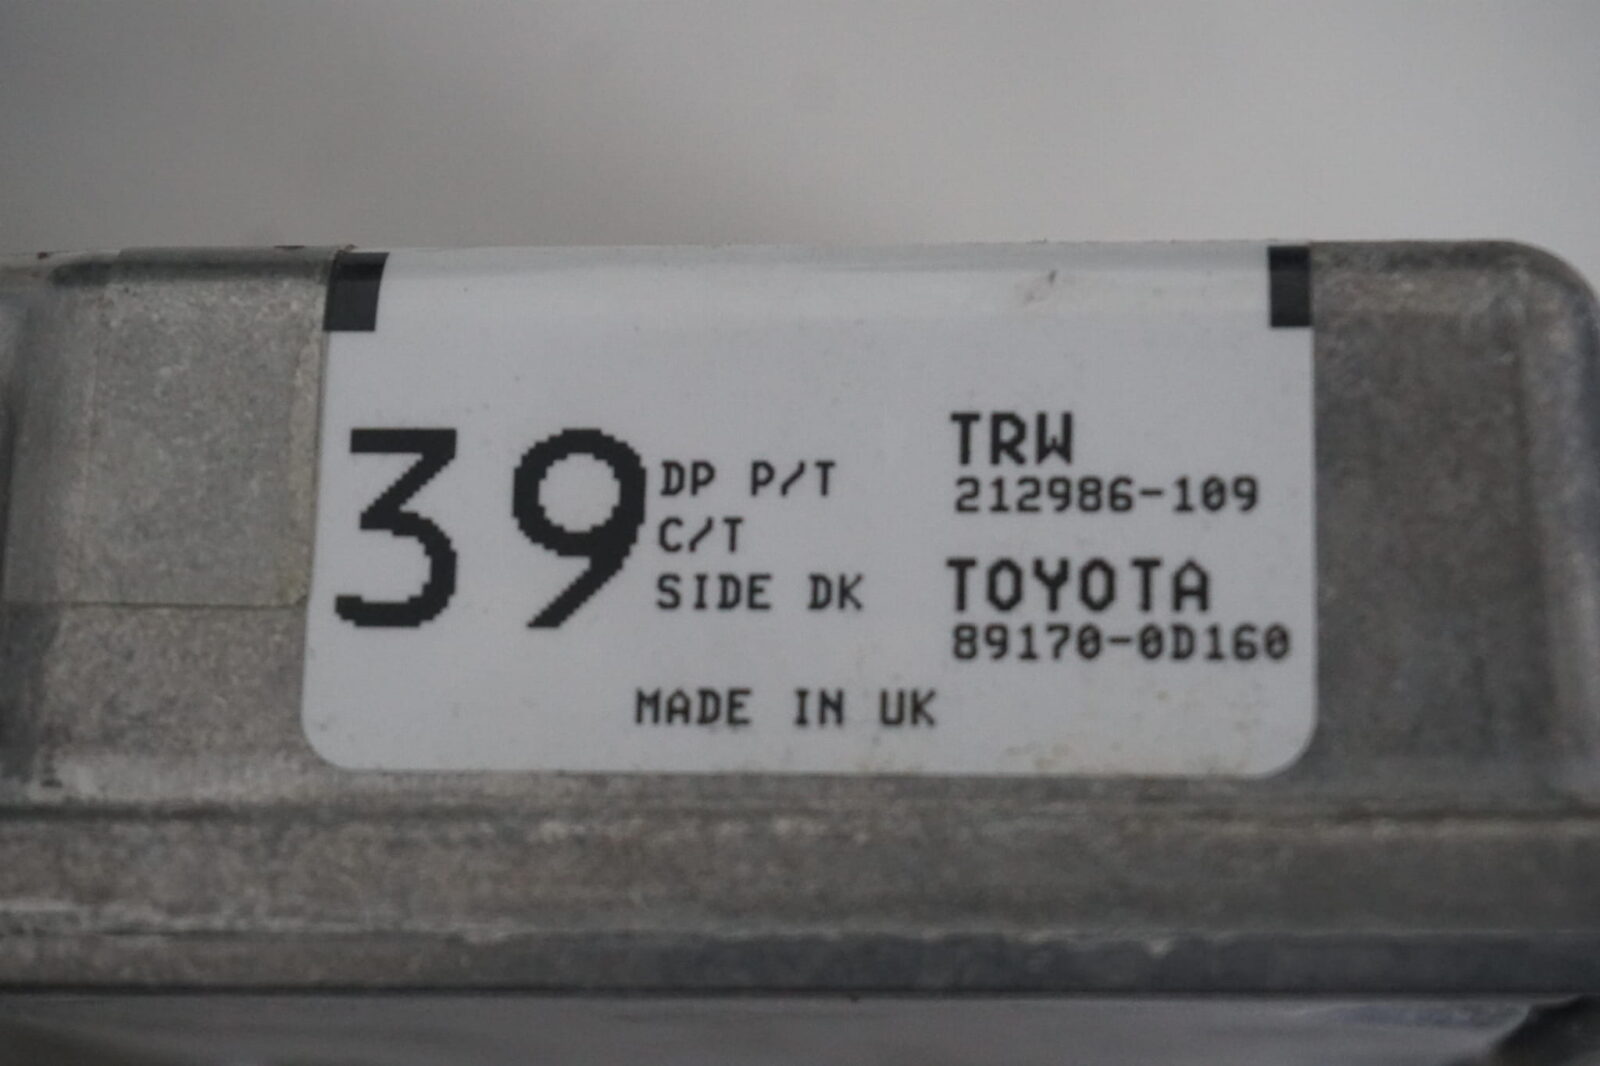 39
DP P/T
C/T
SIDE DK
TRW
212986-109
TOYOTA
89170-0D160
MADE IN UK